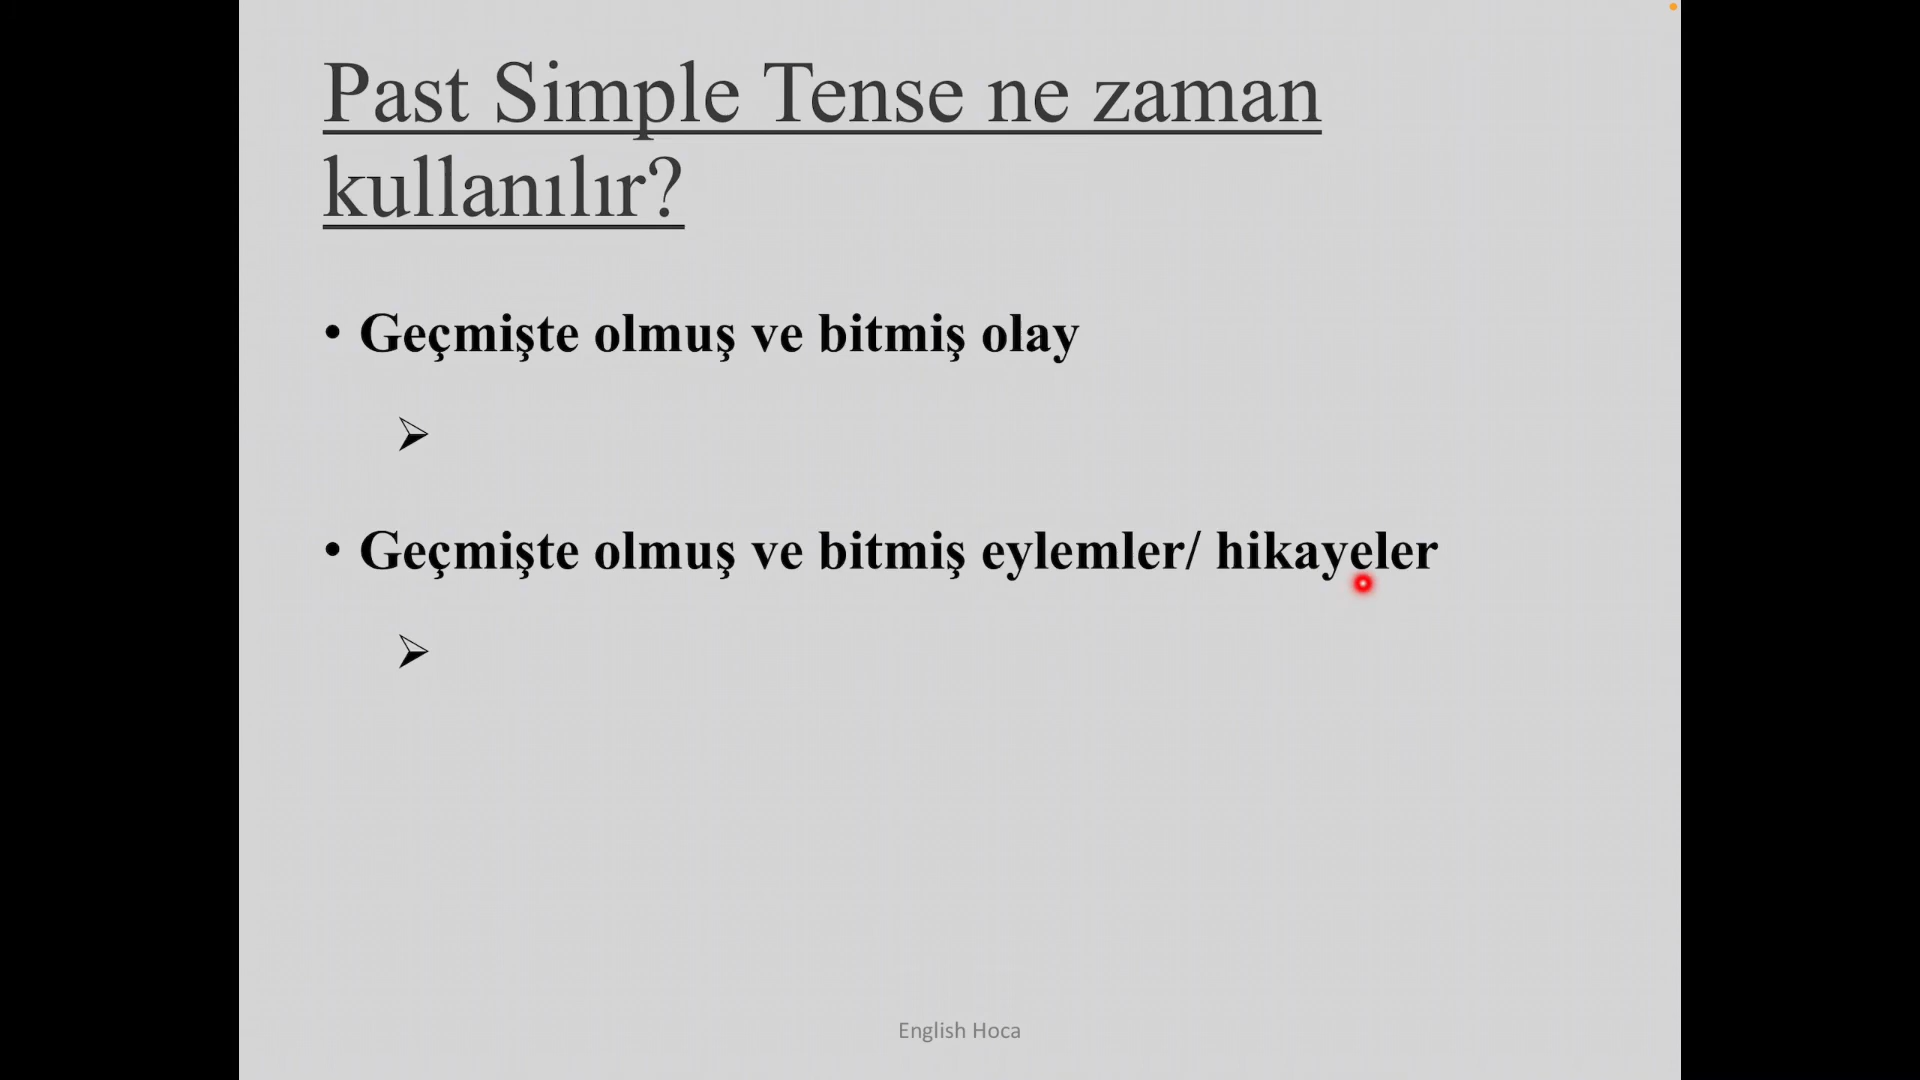 Past Simple Tense ne zaman
kullanılır?
• Geçmişte olmuş ve bitmiş olay
➢
• Geçmişte olmuş ve bitmiş eylemler/ hikayeler
➢
English Hoca